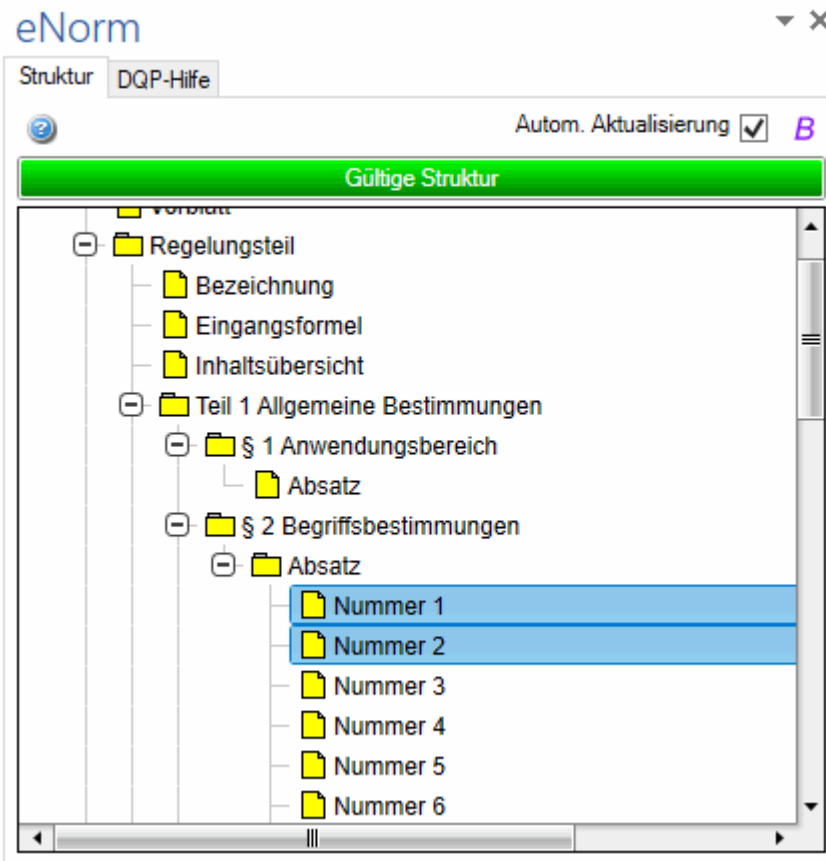 eNorm
Struktur DQP-Hilfe
Autom. Aktualisierung B
Gültige Struktur
Vorblatt
Regelungsteil
Bezeichnung
Eingangsformel
Inhaltsübersicht
Teil 1 Allgemeine Bestimmungen
§ 1 Anwendungsbereich
Absatz
§ 2 Begriffsbestimmungen
Absatz
Nummer 1
Nummer 2
Nummer 3
Nummer 4
Nummer 5
Nummer 6